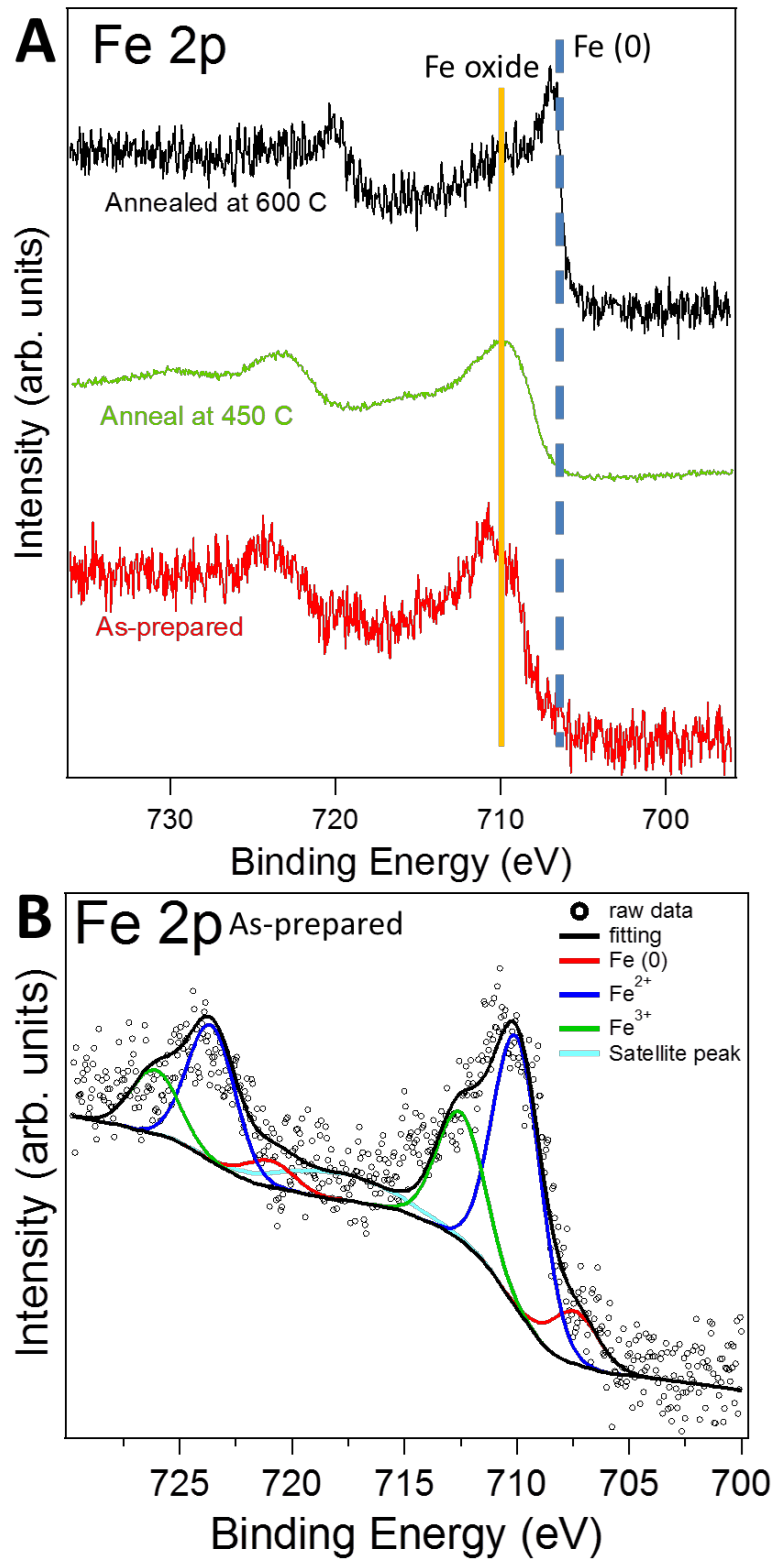 A
Fe 2p
Fe oxide
Fe (0)
Annealed at 600 C
Anneal at 450 C
As-prepared
Intensity (arb. units)
730
720
710
700
Binding Energy (eV)
B
Fe 2p As-prepared
raw data
fitting
Fe (0)
Fe2+
Fe3+
Satellite peak
Intensity (arb. units)
725
720
715
710
705
700
Binding Energy (eV)